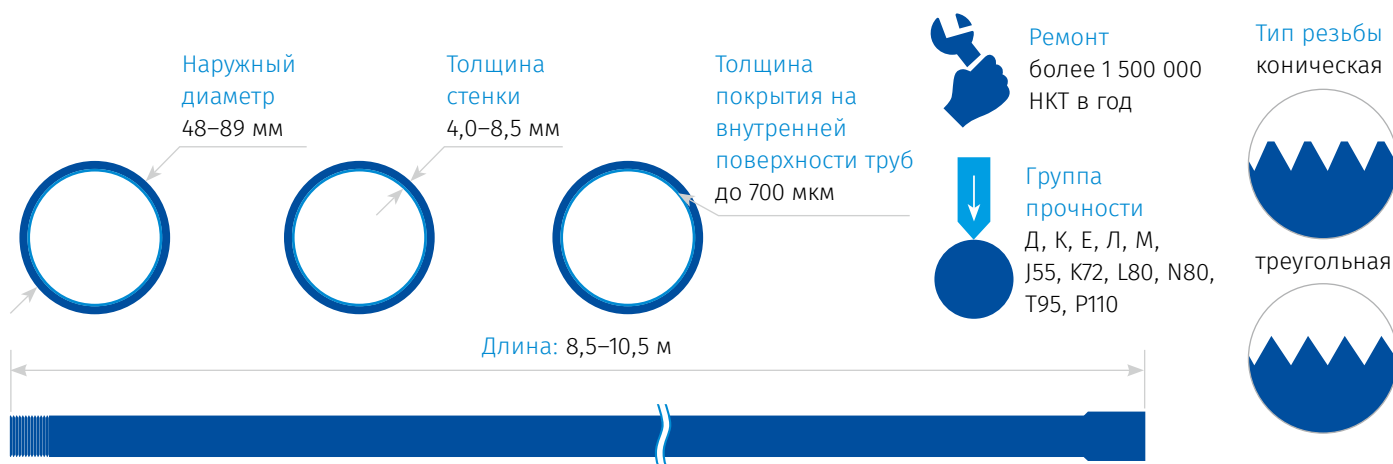 Наружный
диаметр
48–89 мм
Толщина
стенки
4,0–8,5 мм
Толщина
покрытия на
внутренней
поверхности труб
до 700 мкм
Ремонт
более 1 500 000
НКТ в год
Группа
прочности
Д, К, Е, Л, М,
J55, K72, L80, N80,
T95, P110
Тип резьбы
коническая
треугольная
Длина: 8,5–10,5 м